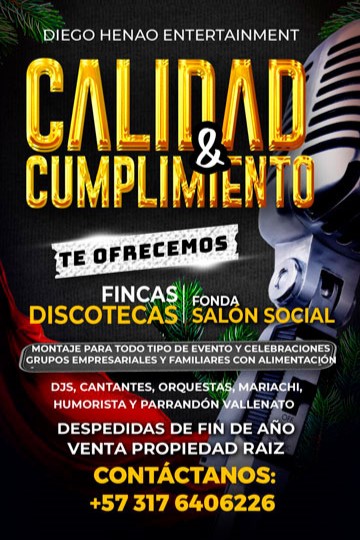 DIEGO HENAO ENTERTAINMENT
CALIDAD
&
CUMPLIMIENTO
TE OFRECEMOS
FINCAS
DISCOTECAS
FONDA
SALÓN SOCIAL
MONTAJE PARA TODO TIPO DE EVENTO Y CELEBRACIONES
GRUPOS EMPRESARIALES Y FAMILIARES CON ALIMENTACIÓN
DJS, CANTANTES, ORQUESTAS, MARIACHI,
HUMORISTA Y PARRANDÓN VALLENATO
DESPEDIDAS DE FIN DE AÑO
VENTA PROPIEDAD RAIZ
CONTÁCTANOS:
+57 317 6406226